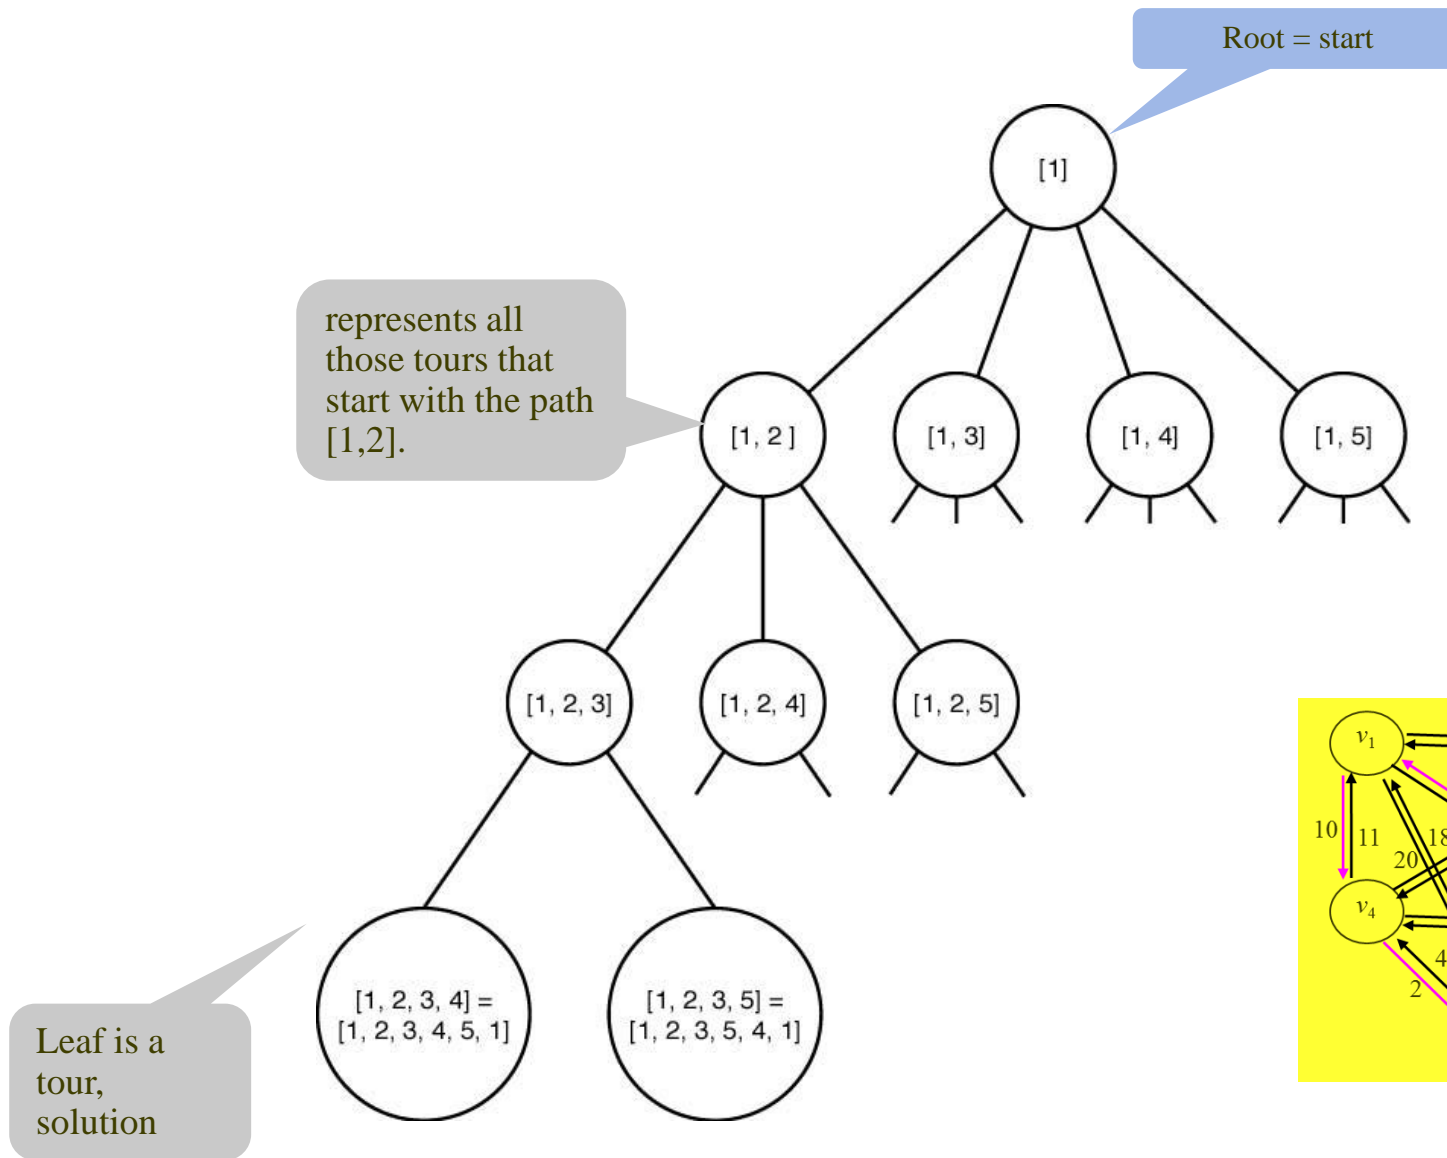 Root = start
[1]
represents all
those tours that
start with the path
[1,2].
[1, 2 ]
[1, 3]
[1, 4]
[1, 5]
[1, 2, 3]
[1, 2, 4]
[1, 2, 5]
[1, 2, 3, 4] =
[1, 2, 3, 4, 5, 1]
[1, 2, 3, 5] =
[1, 2, 3, 5, 4, 1]
Leaf is a
tour,
solution
v1
10
11
18
20
v4
4
2